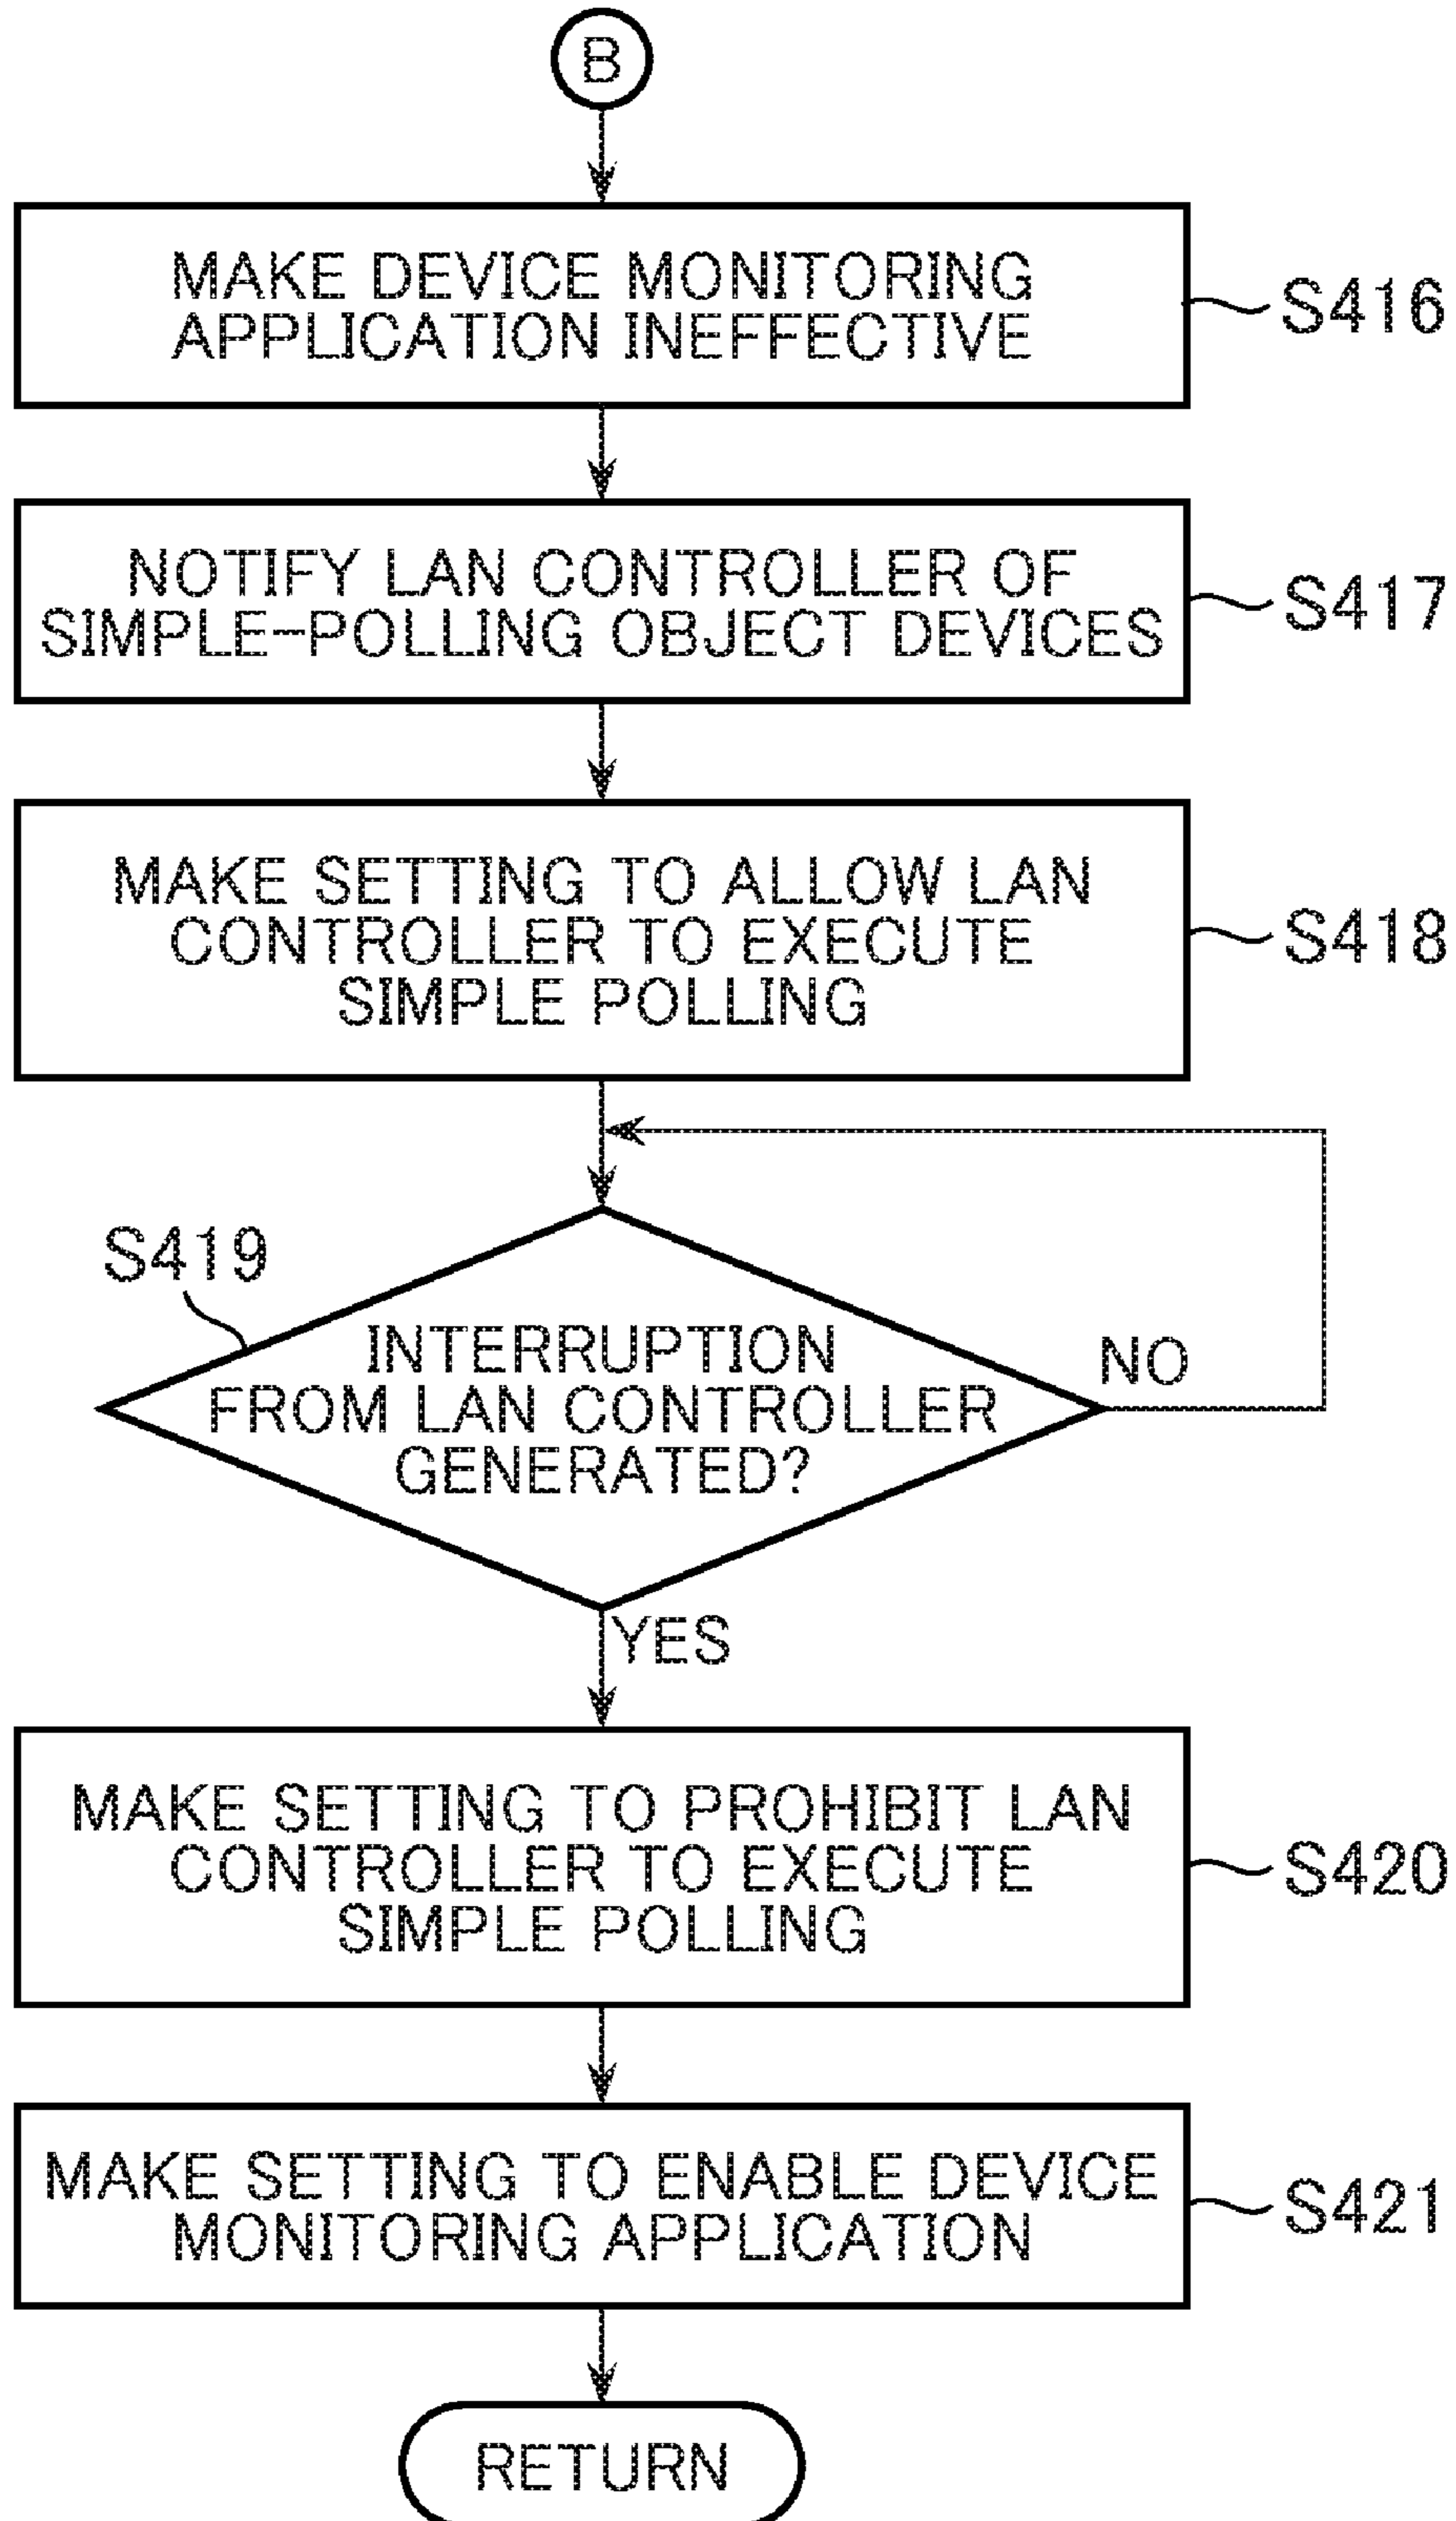 B
MAKE DEVICE MONITORING
APPLICATION INEFFECTIVE
S416
NOTIFY LAN CONTROLLER OF
SIMPLE-POLLING OBJECT DEVICES
S417
MAKE SETTING TO ALLOW LAN
CONTROLLER TO EXECUTE
SIMPLE POLLING
S418
S419
INTERRUPTION
FROM LAN CONTROLLER
GENERATED?
NO
YES
MAKE SETTING TO PROHIBIT LAN
CONTROLLER TO EXECUTE
SIMPLE POLLING
S420
MAKE SETTING TO ENABLE DEVICE
MONITORING APPLICATION
S421
RETURN